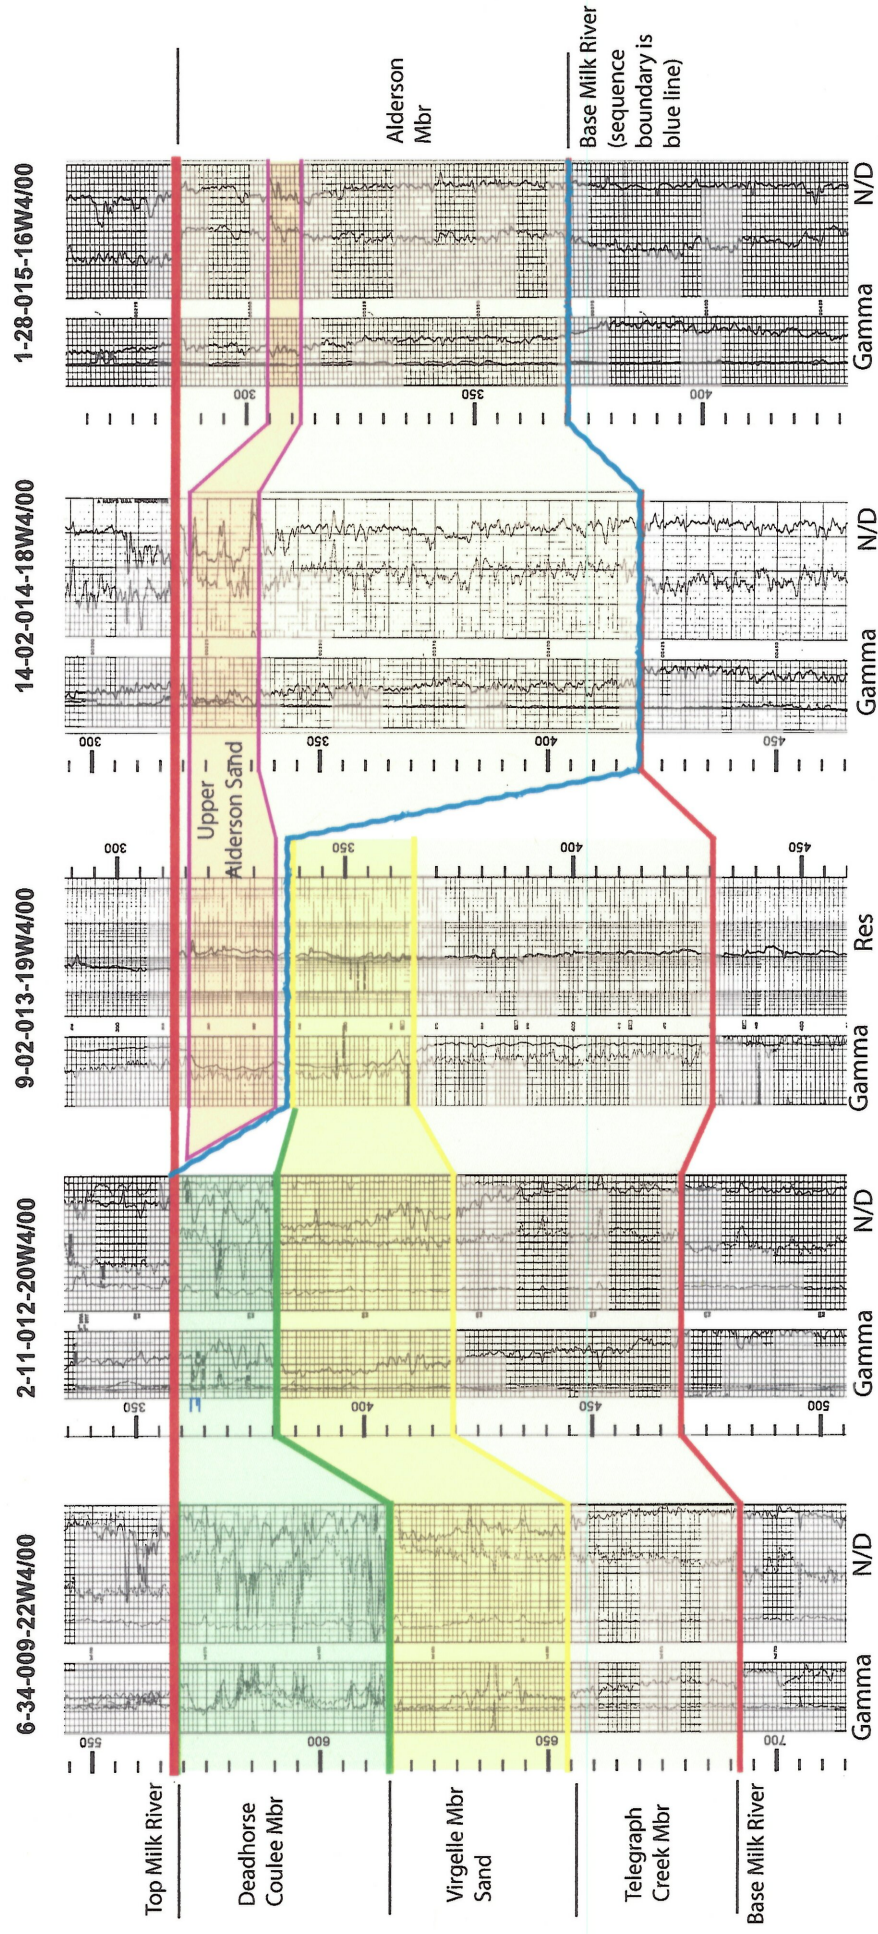 6-34-009-22W4/00
2-11-012-20W4/00
9-02-013-19W4/00
14-02-014-18W4/00
1-28-015-16W4/00
Top Milk River
Deadhorse
Coulee Mbr
Virgelle Mbr
Sand
Telegraph
Creek Mbr
Base Milk River
550
600
650
700
350
400
450
500
300
350
400
450
Upper
Alderson Sand
300
350
400
450
300
350
400
Alderson
Mbr
Base Milk River
(sequence
boundary is
blue line)
Gamma
N/D
Gamma
N/D
Gamma
Res
Gamma
N/D
Gamma
N/D